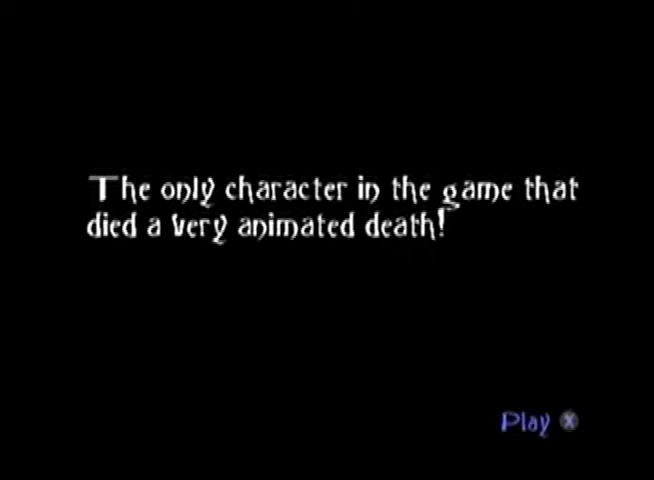 The only character in the game that
died a very animated death!
Play X